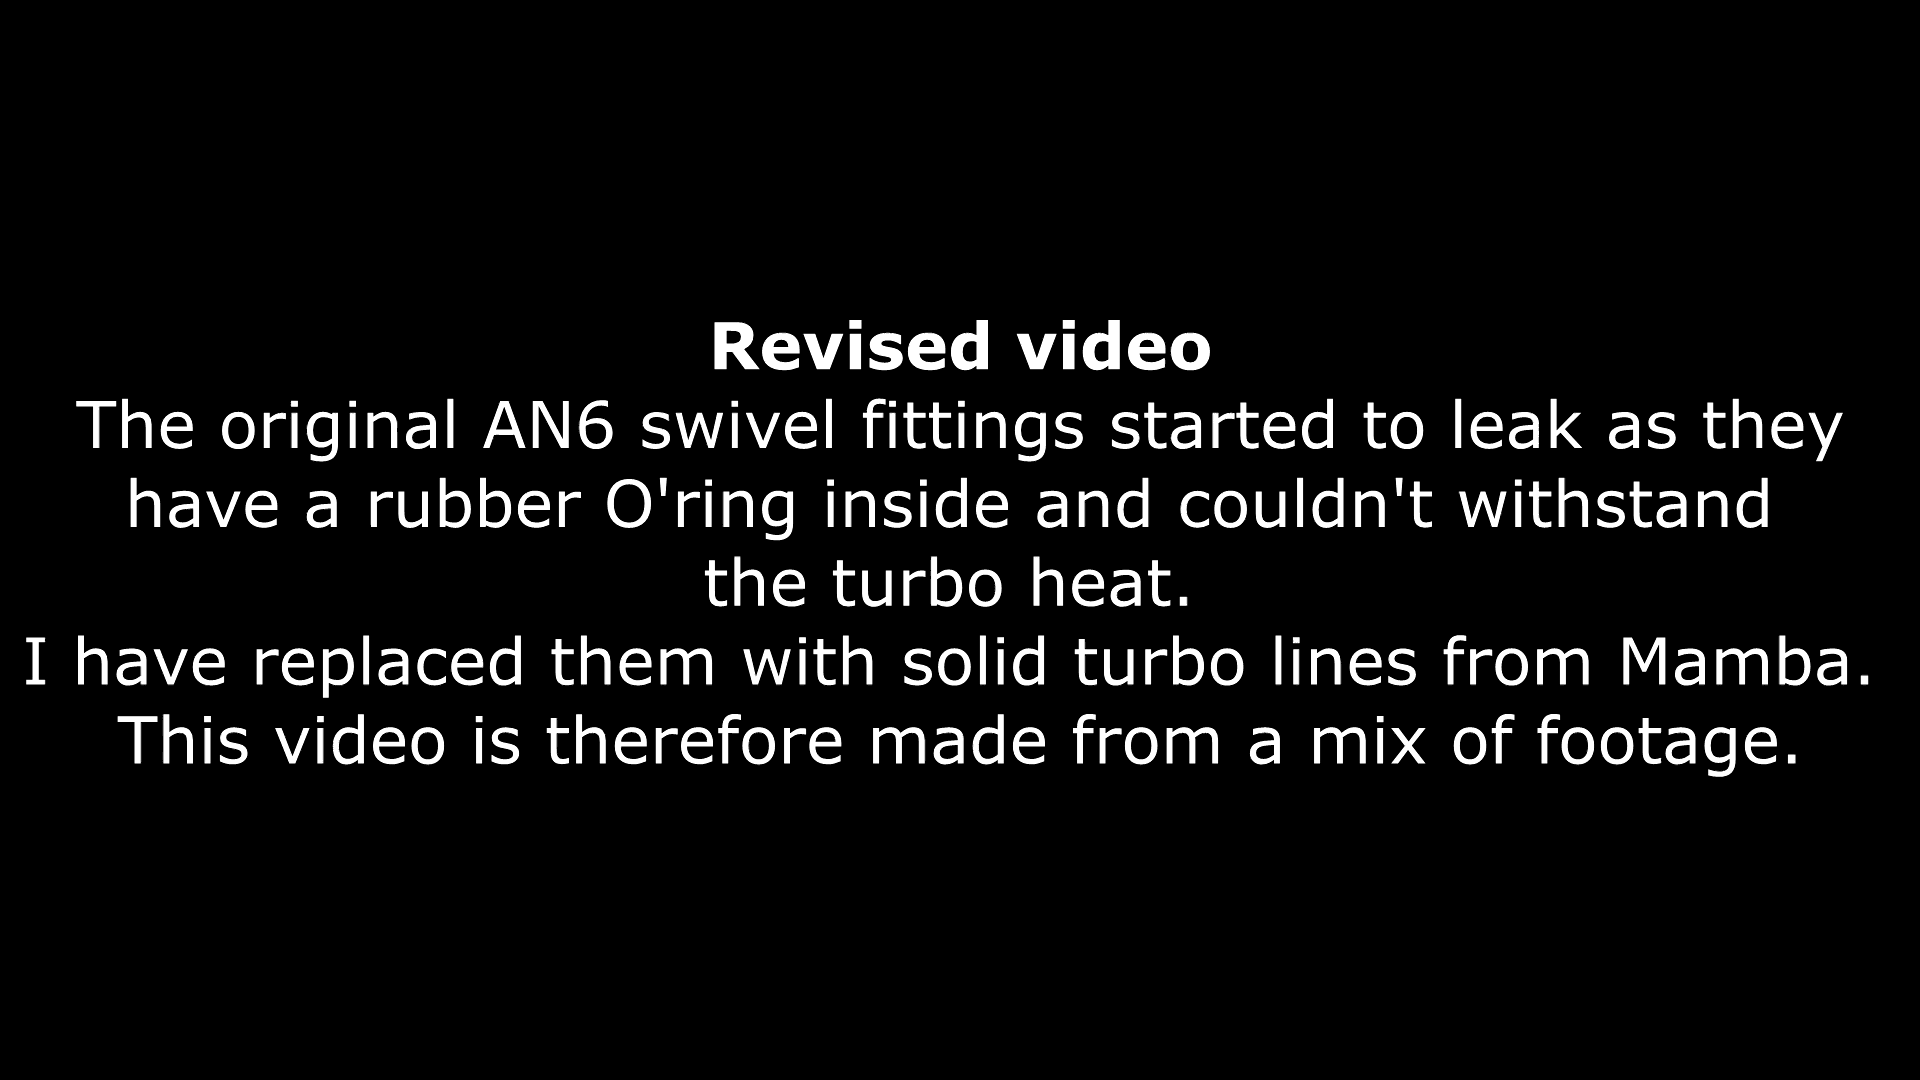 Revised video
The original AN6 swivel fittings started to leak as they
have a rubber O'ring inside and couldn't withstand
the turbo heat.
I have replaced them with solid turbo lines from Mamba.
This video is therefore made from a mix of footage.